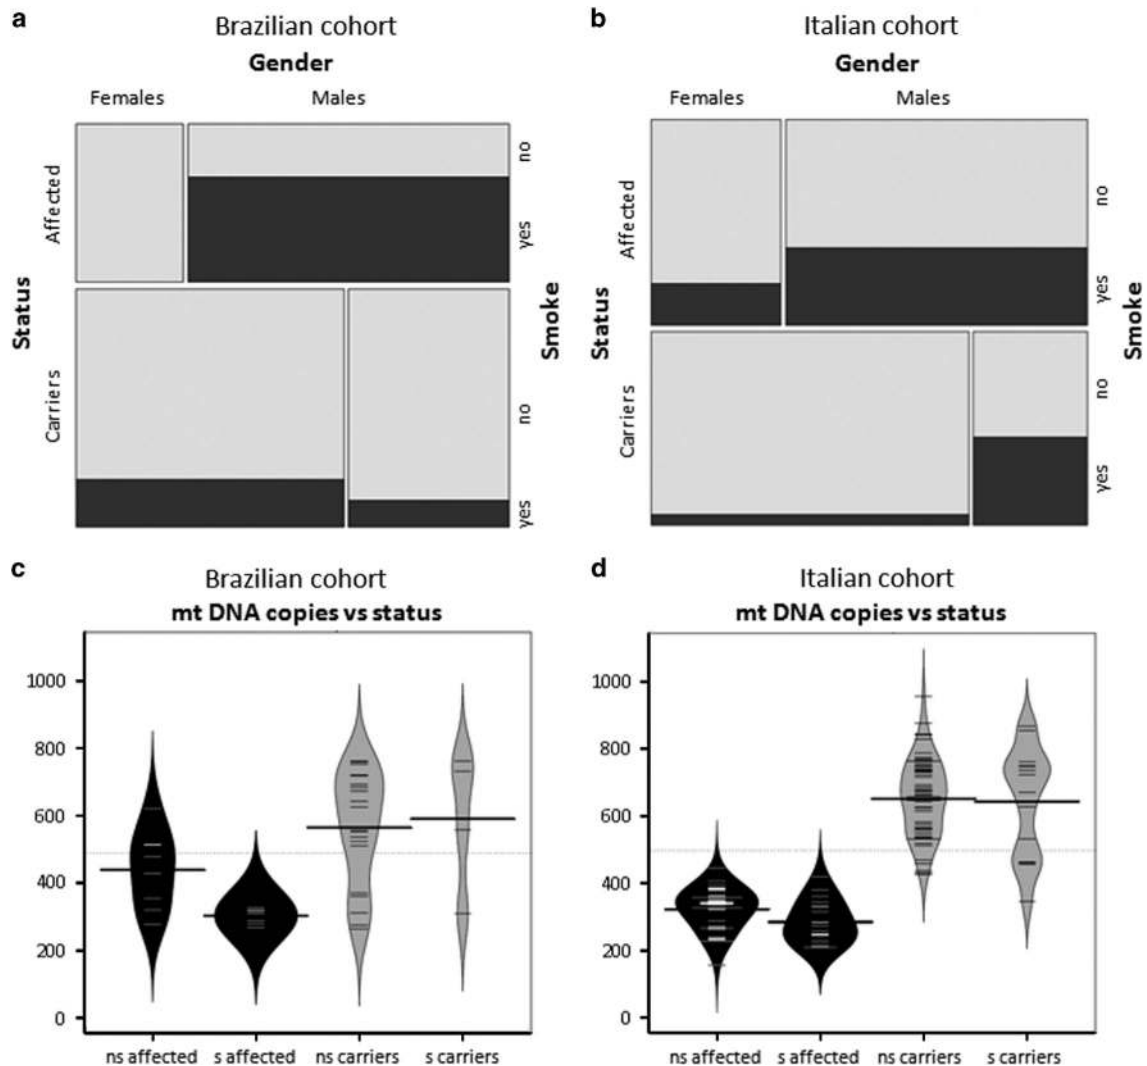 a
Brazilian cohort
Gender
Females Males
Status
Affected
Carriers
no
yes
no
yes
Smoke
b
Italian cohort
Gender
Females Males
Status
Affected
Carriers
no
yes
no
yes
Smoke
c
Brazilian cohort
mt DNA copies vs status
1000
800
600
400
200
0
ns affected s affected ns carriers s carriers
d
Italian cohort
mt DNA copies vs status
1000
800
600
400
200
0
ns affected s affected ns carriers s carriers